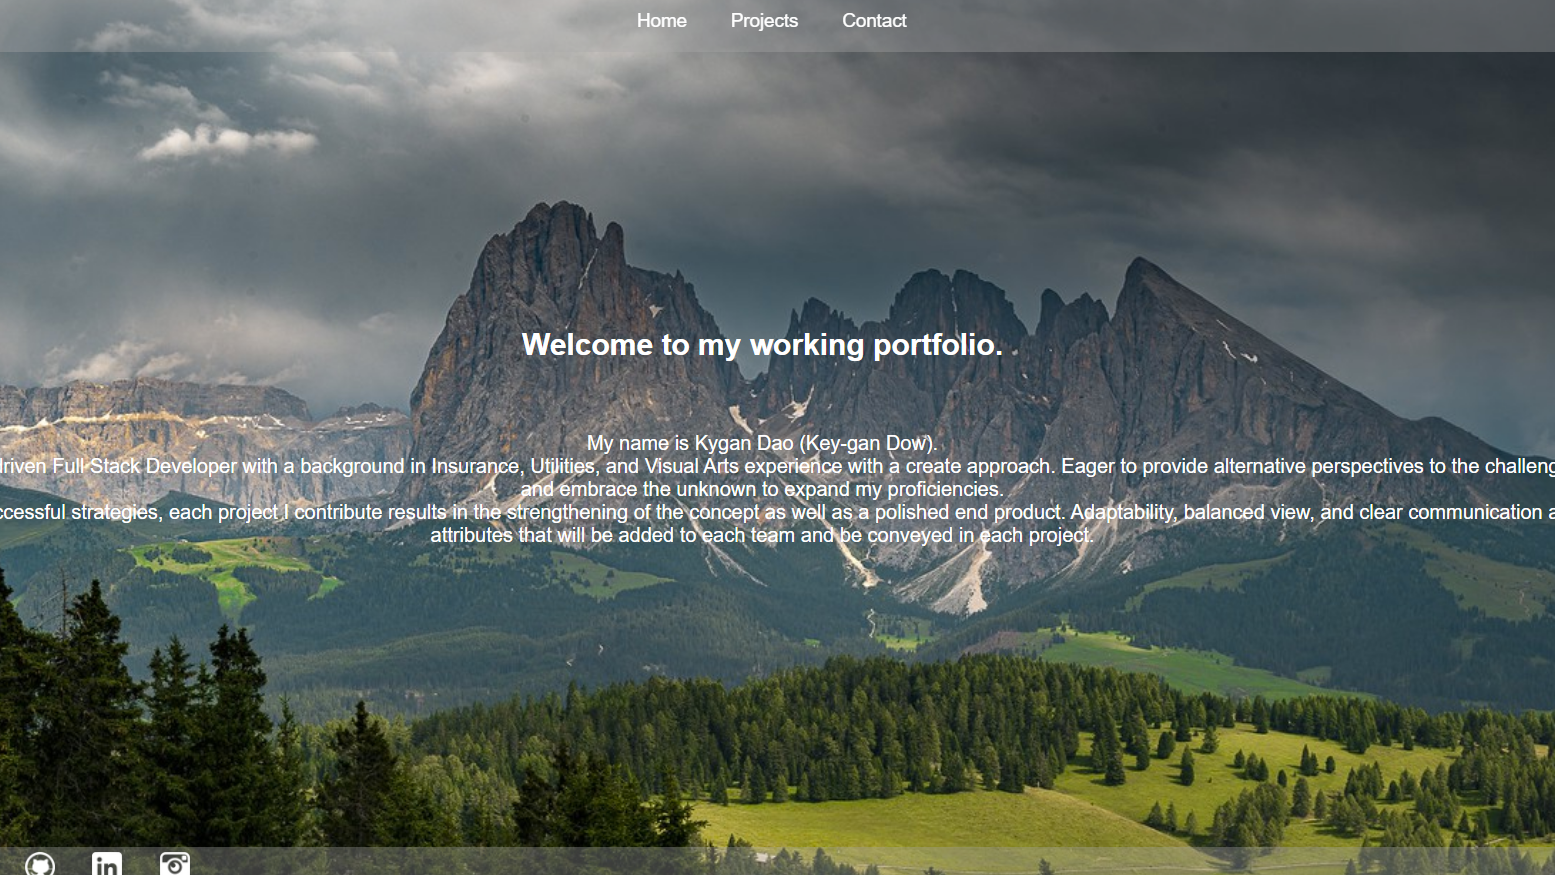 Home Projects Contact
Welcome to my working portfolio.
My name is Kygan Dao (Key-gan Dow).
Full Stack Developer with a background in Insurance, Utilities, and Visual Arts experience with a create approach. Eager to provide alternative perspectives to the
and embrace the unknown to expand my proficiencies.
strategies, each project I contribute results in the strengthening of the concept as well as a polished end product. Adaptability, balanced view, and clear communication
attributes that will be added to each team and be conveyed in each project.
in